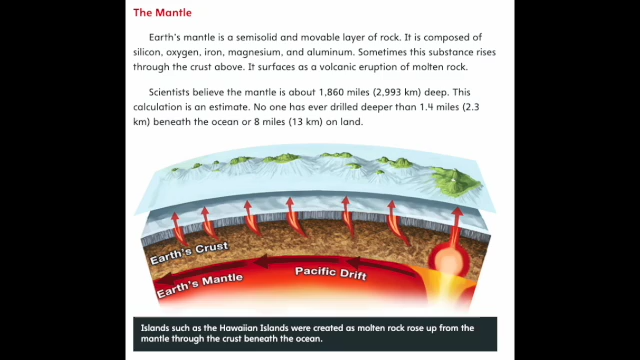 The Mantle
Earth's mantle is a semisolid and movable layer of rock. It is composed of
silicon, oxygen, iron, magnesium, and aluminum. Sometimes this substance rises
through the crust above. It surfaces as a volcanic eruption of molten rock.
Scientists believe the mantle is about 1,860 miles (2,993 km) deep. This
calculation is an estimate. No one has ever drilled deeper than 1.4 miles (2.3
km) beneath the ocean or 8 miles (13 km) on land.
Earth's Crust
Pacific Drift
Earth's Mantle
Islands such as the Hawaiian Islands were created as molten rock rose up from the
mantle through the crust beneath the ocean.